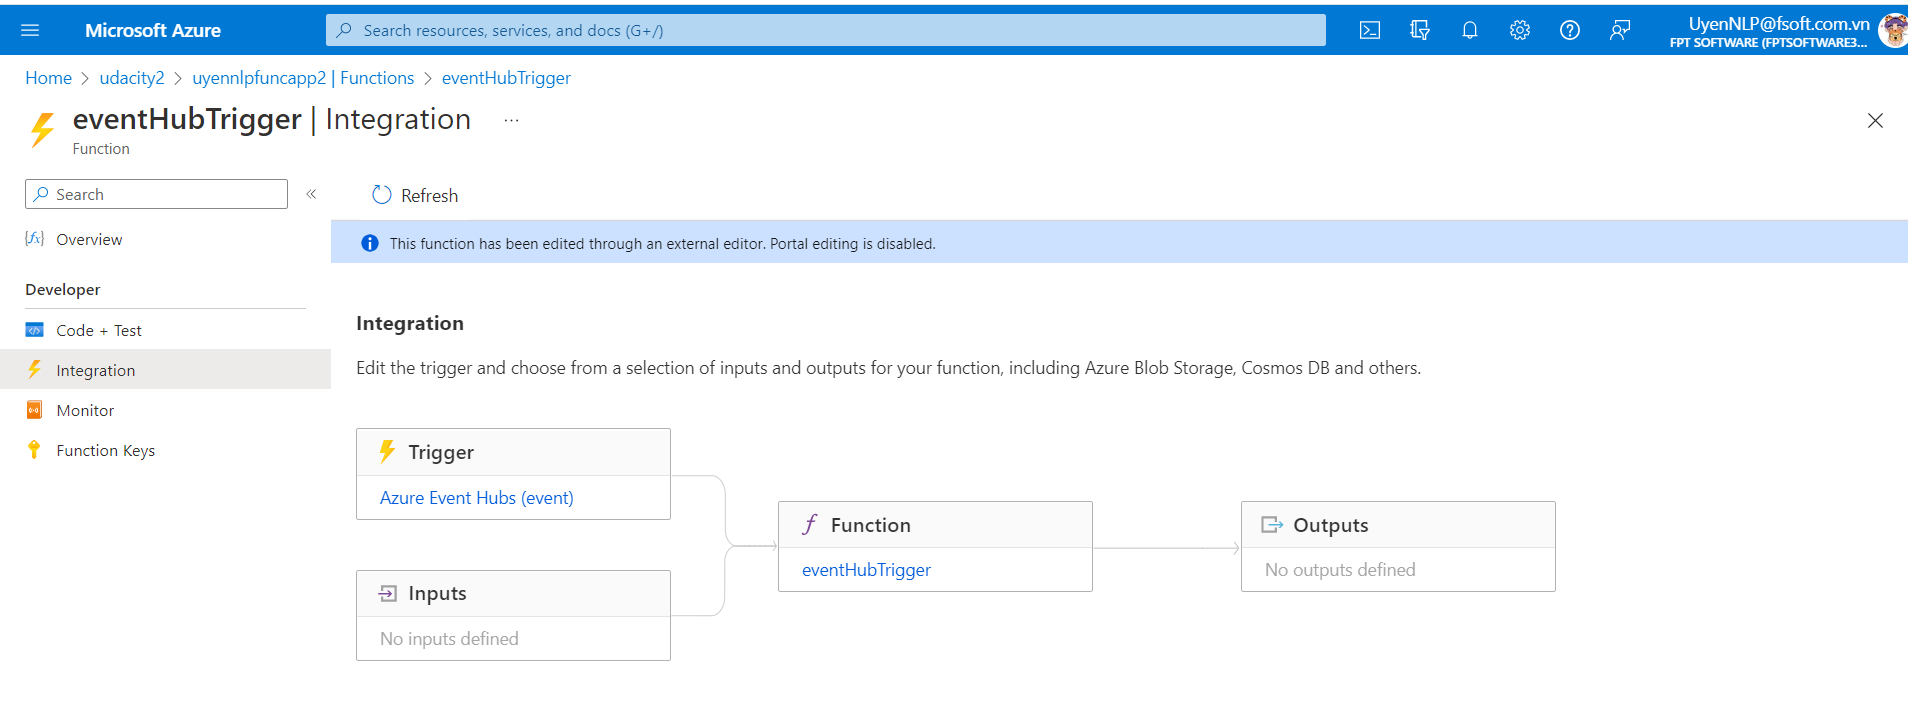 Microsoft Azure
Search resources, services, and docs (G+/)
UyenNLP@fsoft.com.vn
FPT SOFTWARE (FPTSOFTWARE3...
Home > udacity2 > uyennlpfuncapp2 | Functions > eventHubTrigger
eventHubTrigger | Integration ...
Function
Search
«
Overview
Developer
Code + Test
Integration
Monitor
Function Keys
Refresh
This function has been edited through an external editor. Portal editing is disabled.
Integration
Edit the trigger and choose from a selection of inputs and outputs for your function, including Azure Blob Storage, Cosmos DB and others.
Trigger
Azure Event Hubs (event)
Inputs
No inputs defined
Function
eventHubTrigger
Outputs
No outputs defined